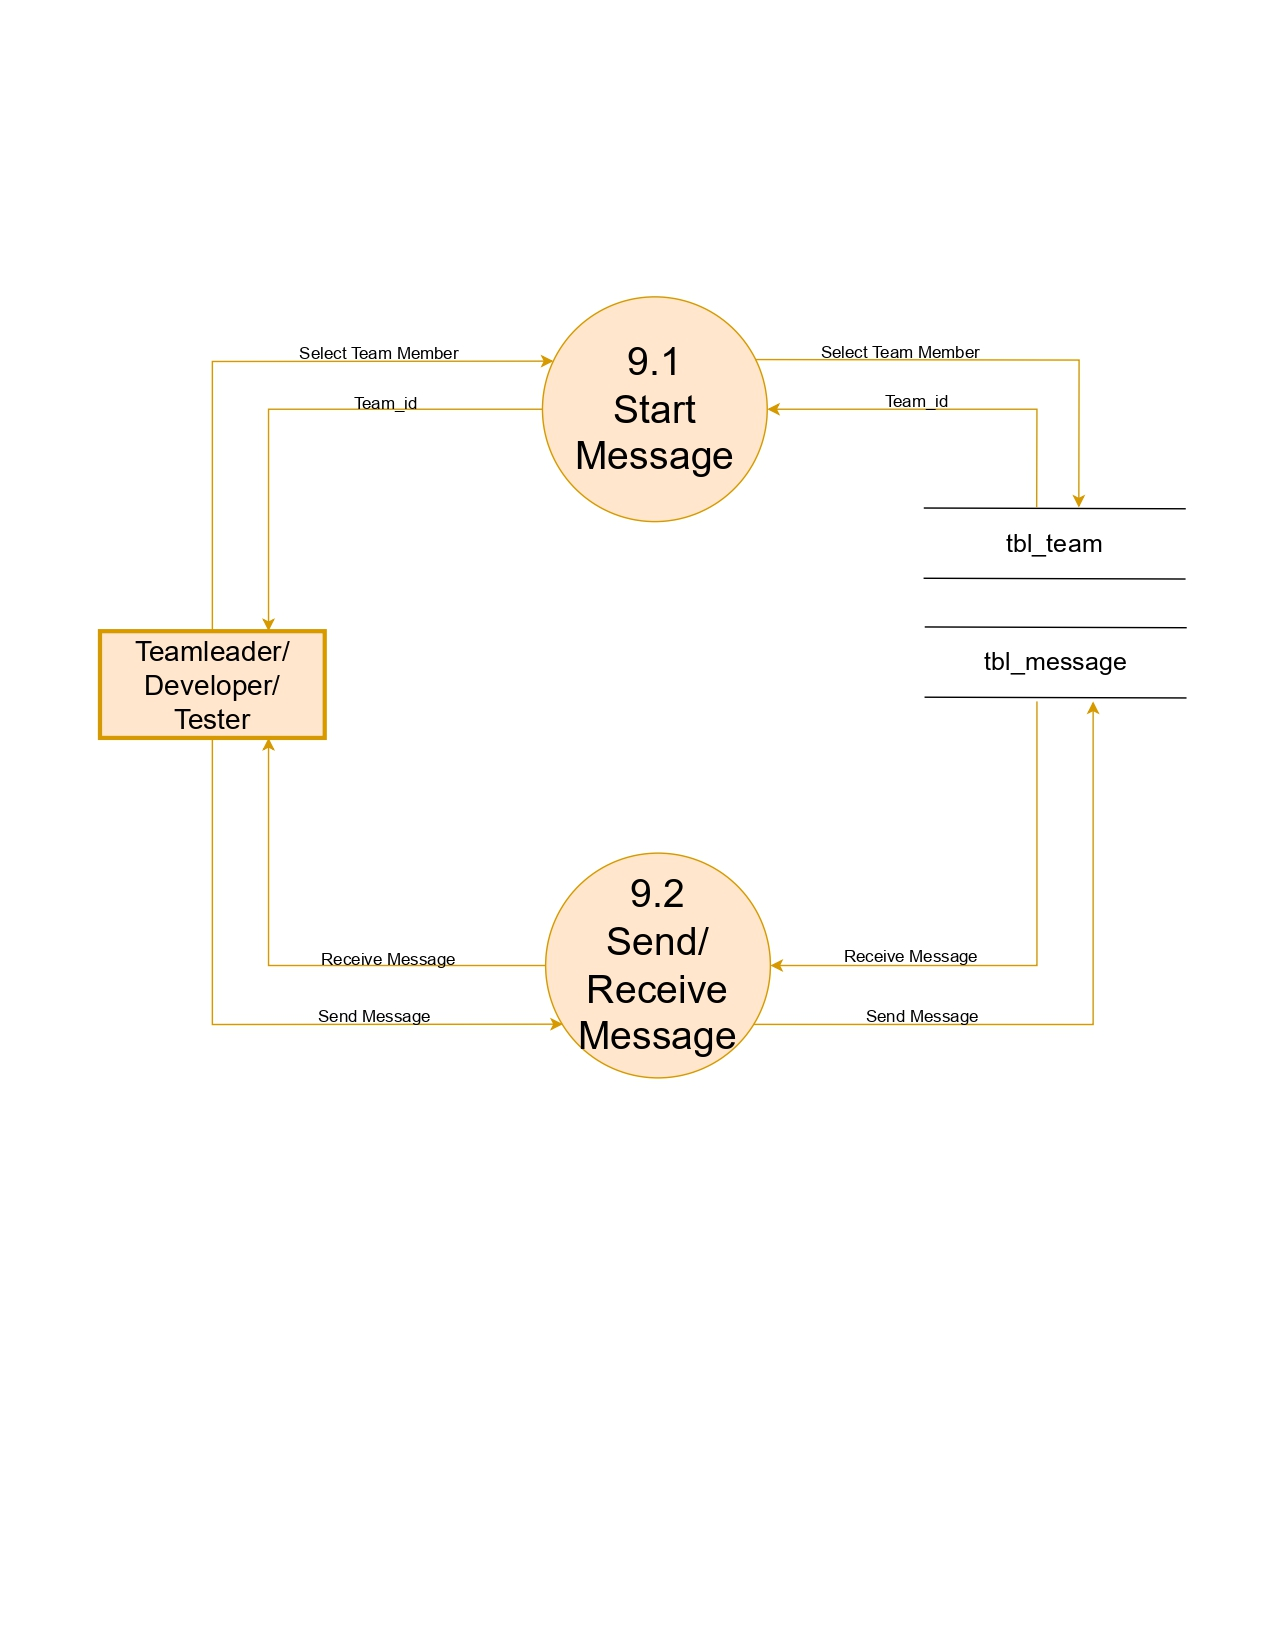 9.1
Start
Message
Select Team Member
Select Team Member
Team_id
Team_id
tbl_team
tbl_message
Teamleader/
Developer/
Tester
9.2
Send/
Receive
Message
Receive Message
Receive Message
Send Message
Send Message